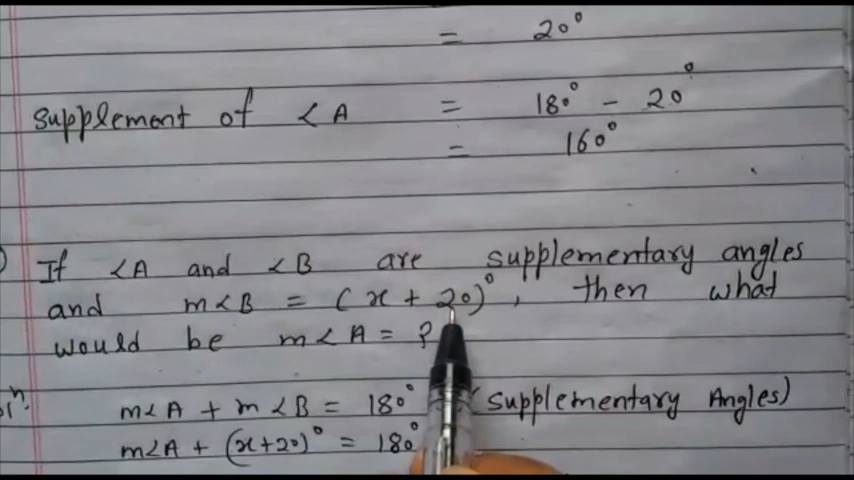 = 20°
Supplement of ∠A = 180° - 20°
= 160°
If ∠A and ∠B are supplementary angles
and m∠B = (x + 20)°, then what
would be m∠A = ?
m∠A + m∠B = 180° (Supplementary Angles)
m∠A + (x+20)° = 180°